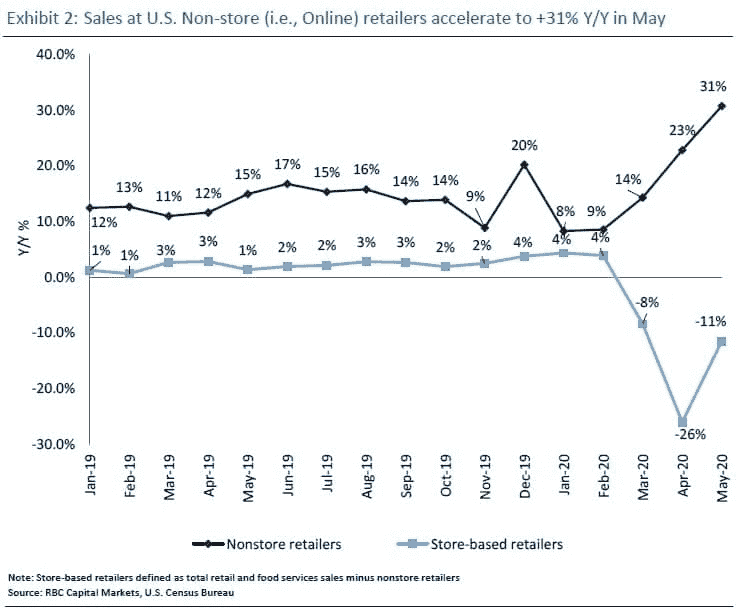 Exhibit 2: Sales at U.S. Non-store (i.e., Online) retailers accelerate to +31% Y/Y in May
40.0%
30.0%
20.0%
10.0%
0.0%
-10.0%
-20.0%
-30.0%
Y/Y %
12%
13%
11%
12%
15%
17%
15%
16%
14%
14%
9%
20%
8%
9%
14%
23%
31%
1%
1%
3%
3%
1%
2%
2%
3%
3%
2%
2%
4%
4%
4%
-8%
-26%
-11%
Jan-19
Feb-19
Mar-19
Apr-19
May-19
Jun-19
Jul-19
Aug-19
Sep-19
Oct-19
Nov-19
Dec-19
Jan-20
Feb-20
Mar-20
Apr-20
May-20
Nonstore retailers
Store-based retailers
Note: Store-based retailers defined as total retail and food services sales minus nonstore retailers
Source: RBC Capital Markets, U.S. Census Bureau